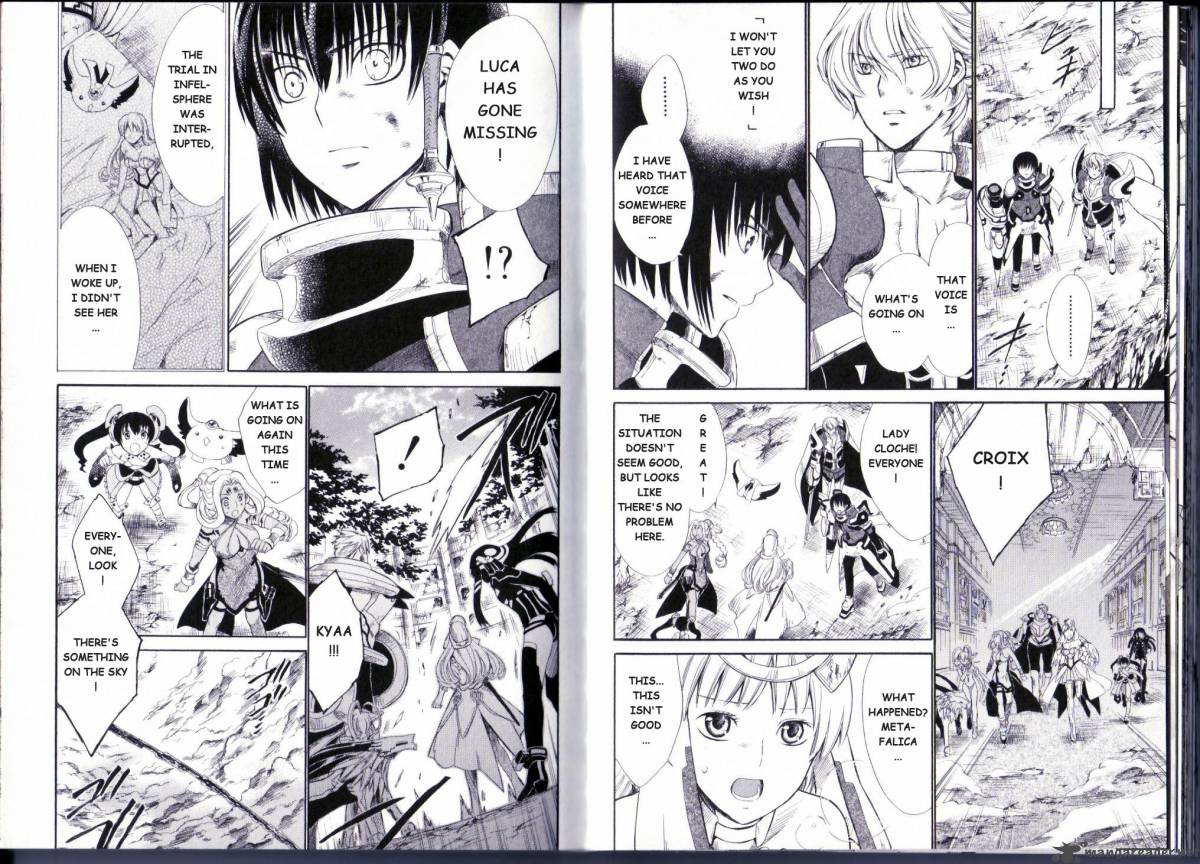 ............
THAT
VOICE
IS
...
WHAT'S
GOING ON
...
「
I WON'T
LET YOU
TWO DO
AS YOU
WISH
!
」
.......
I HAVE
HEARD THAT
VOICE
SOMEWHERE
BEFORE
...
CROIX
!
LADY
CLOCHE!
EVERYONE
!
G
R
E
A
T
!
THE
SITUATION
DOESN'T
SEEM GOOD,
BUT LOOKS
LIKE
THERE'S NO
PROBLEM
HERE.
WHAT
HAPPENED?
META-
FALICA
...
THIS...
THIS
ISN'T
GOOD
...
LUCA
HAS
GONE
MISSING
!
!?
THE
TRIAL IN
INFEL-
SPHERE
WAS
INTER-
RUPTED,
WHEN I
WOKE UP,
I DIDN'T
SEE HER
...
!
KYAA
!!!
WHAT IS
GOING ON
AGAIN
THIS
TIME
...
EVERY-
ONE,
LOOK
!
THERE'S
SOMETHING
ON THE SKY
!